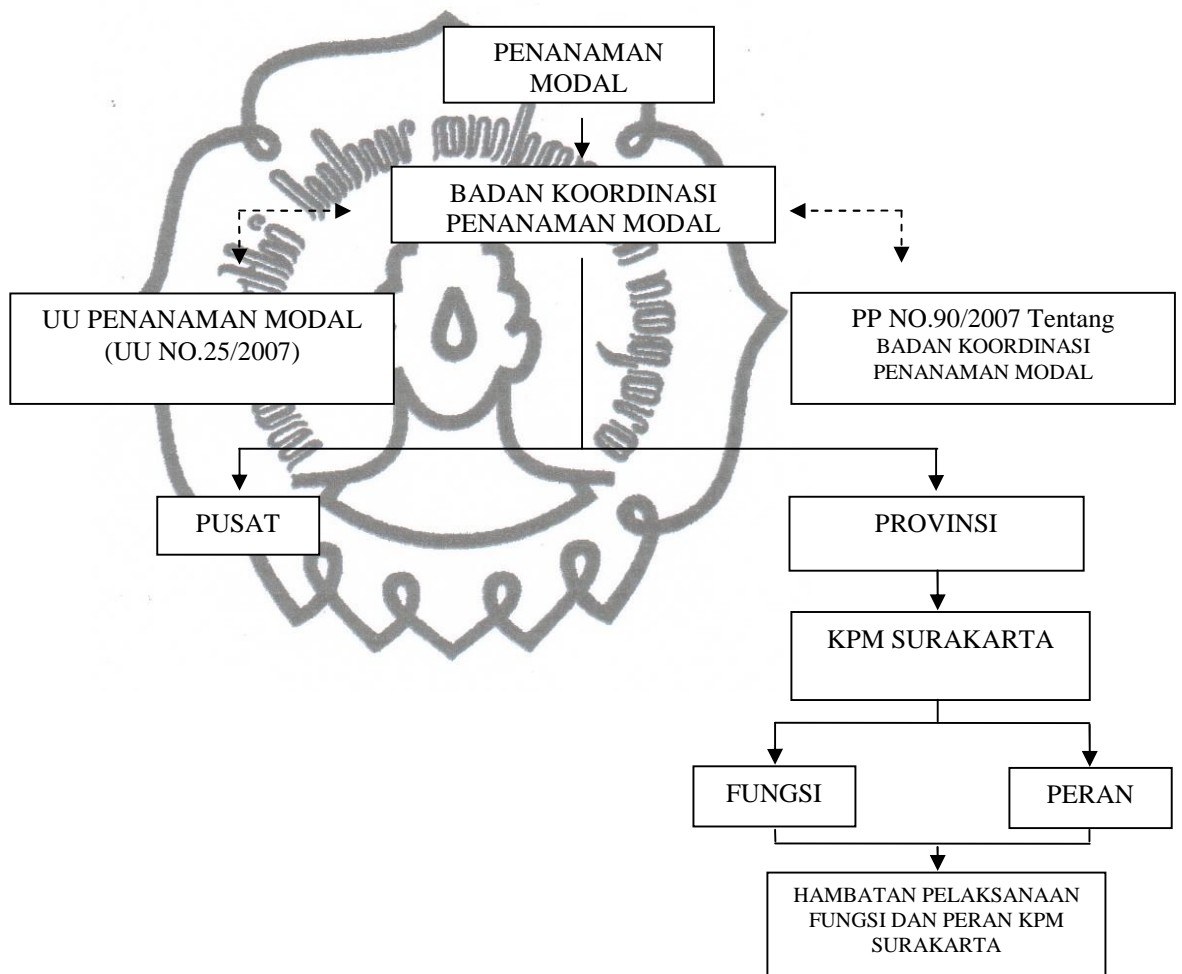 PENANAMAN
MODAL
BADAN KOORDINASI
PENANAMAN MODAL
UU PENANAMAN MODAL
(UU NO.25/2007)
PP NO.90/2007 Tentang
BADAN KOORDINASI
PENANAMAN MODAL
PUSAT
PROVINSI
KPM SURAKARTA
FUNGSI
PERAN
HAMBATAN PELAKSANAAN
FUNGSI DAN PERAN KPM
SURAKARTA